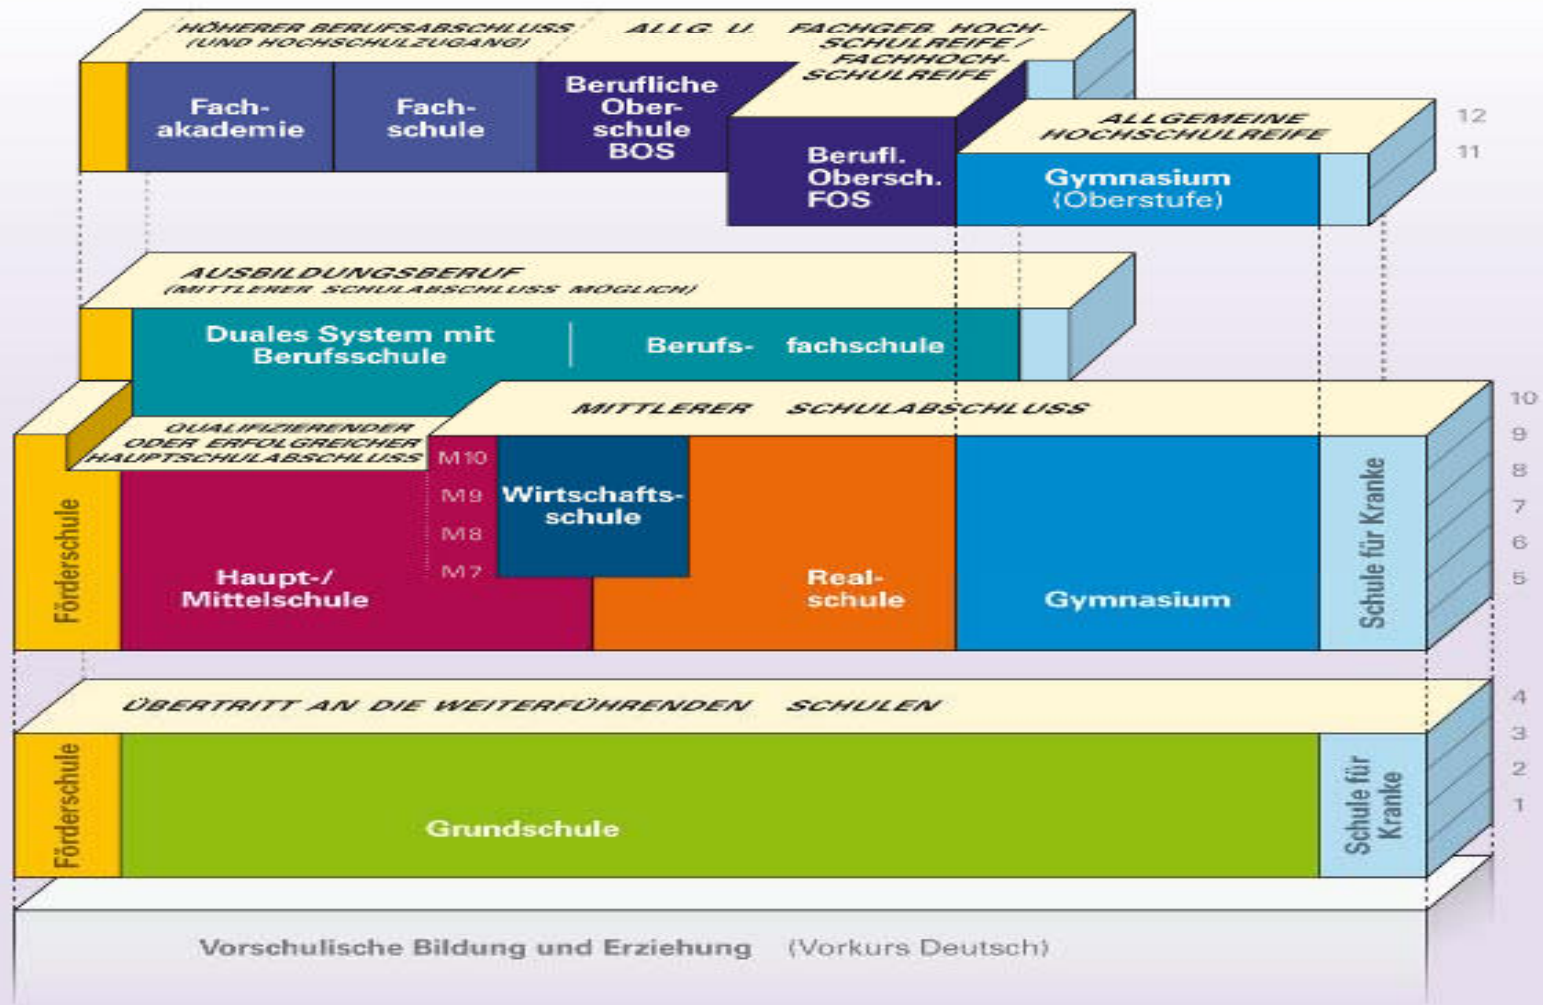 HÖHERER BERUFSABSCHLUSS
(UND HOCHSCHULZUGANG)
ALLG. U. FACHGEB. HOCH-
SCHULREIFE /
FACHHOCH-
SCHULREIFE
Fach-
akademie
Fach-
schule
Berufliche
Ober-
schule
BOS
Berufl.
Obersch.
FOS
ALLGEMEINE
HOCHSCHULREIFE
Gymnasium
(Oberstufe)
12
11
AUSBILDUNGSBERUF
(MITTLERER SCHULABSCHLUSS MÖGLICH)
Duales System mit
Berufsschule
Berufs- fachschule
QUALIFIZIERENDER
ODER ERFOLGREICHER
HAUPTSCHULABSCHLUSS
MITTLERER SCHULABSCHLUSS
Förderschule
Haupt-/
Mittelschule
M10
M9
M8
M7
Wirtschafts-
schule
Real-
schule
Gymnasium
Schule für Kranke
10
9
8
7
6
5
ÜBERTRITT AN DIE WEITERFÜHRENDEN SCHULEN
Förderschule
Grundschule
Schule für
Kranke
4
3
2
1
Vorschulische Bildung und Erziehung (Vorkurs Deutsch)